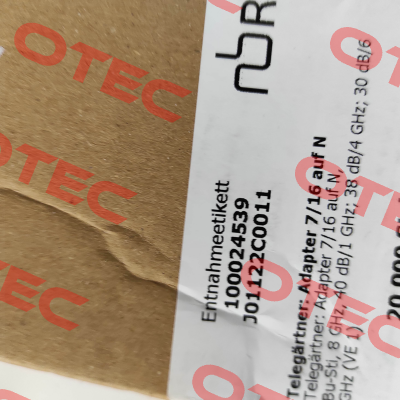 Entnahmeetikett
100024539
J01122C0011
Telegärtner: Adapter 7/16 auf N
Telegärtner: Adapter 7/16 auf N,
Bu-Sti, 8 GHz, 40 dB/1 GHz; 38 dB/4 GHz; 30 dB/6
GHz (VE 1)
20,000
OTEC
OTEC
OTEC
OTEC
OTEC
OTEC
OTEC